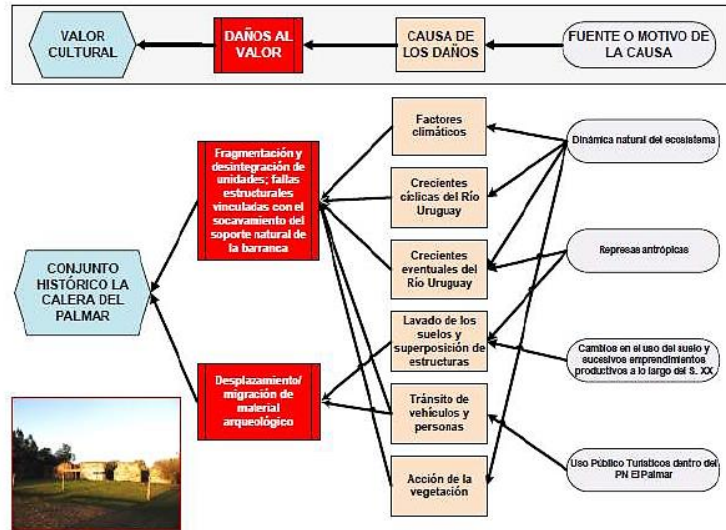 VALOR
CULTURAL
DAÑOS AL
VALOR
CAUSA DE
LOS DAÑOS
FUENTE O MOTIVO DE
LA CAUSA
CONJUNTO
HISTÓRICO LA
CALERA DEL
PALMAR
Fragmentación y
desintegración de
unidades; fallas
estructurales
vinculadas con el
socavamiento del
soporte natural de
la barranca
Desplazamiento/
migración de
material
arqueológico
Factores
climáticos
Crecientes
cíclicas del Río
Uruguay
Crecientes
eventuales del
Río Uruguay
Lavado de los
suelos y
superposición de
estructuras
Tránsito de
vehículos y
personas
Acción de la
vegetación
Dinámica natural del ecosistema
Represas antrópicas
Cambios en el uso del suelo y
sucesivos emprendimientos
productivos a lo largo del S. XX
Uso Público Turísticos dentro del
PN El Palmar